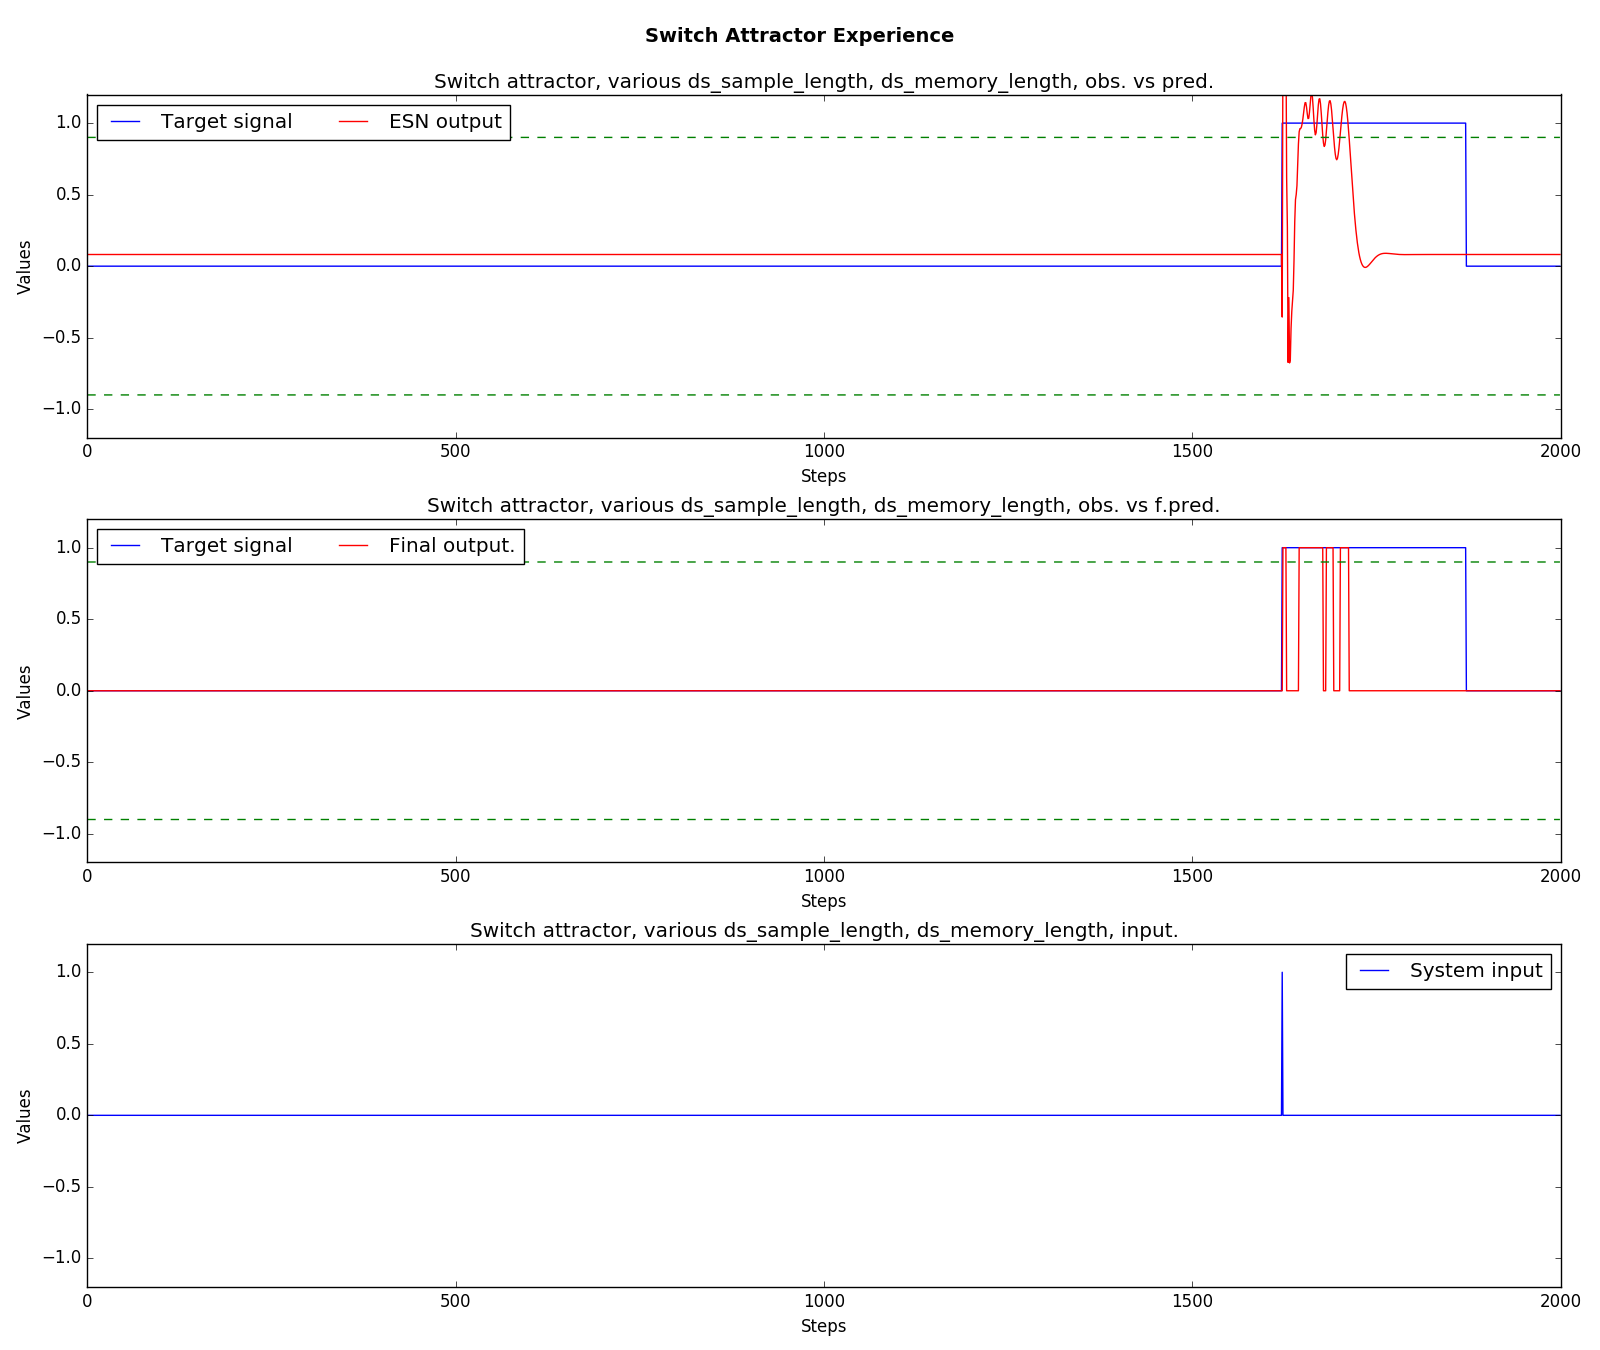 Switch Attractor Experience
Switch attractor, various ds_sample_length, ds_memory_length, obs. vs pred.
Target signal ESN output
1.0
0.5
0.0
−0.5
−1.0
Values
0 500 1000 1500 2000
Steps
Switch attractor, various ds_sample_length, ds_memory_length, obs. vs f.pred.
Target signal Final output.
1.0
0.5
0.0
−0.5
−1.0
Values
0 500 1000 1500 2000
Steps
Switch attractor, various ds_sample_length, ds_memory_length, input.
System input
1.0
0.5
0.0
−0.5
−1.0
Values
0 500 1000 1500 2000
Steps